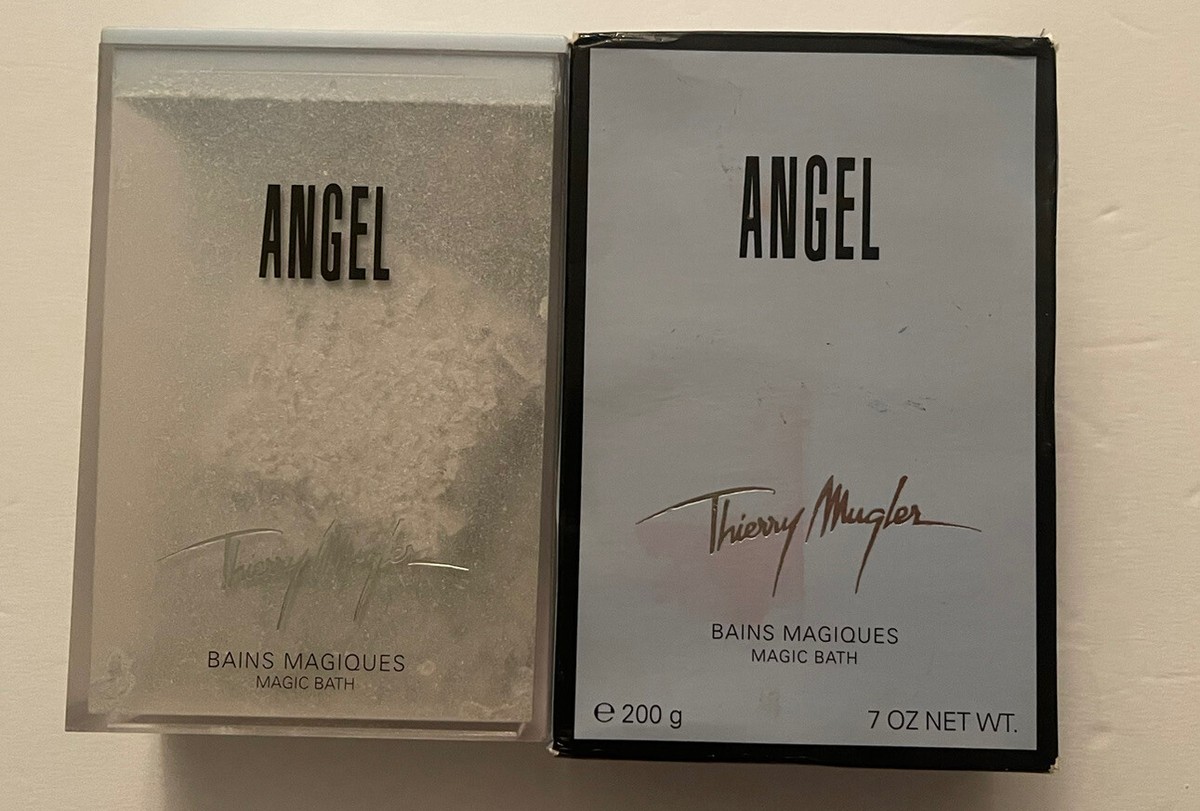 ANGEL
Thierry Mugler
BAINS MAGIQUES
MAGIC BATH
ANGEL
Thierry Mugler
BAINS MAGIQUES
MAGIC BATH
℮ 200 g
7 OZ NET WT.